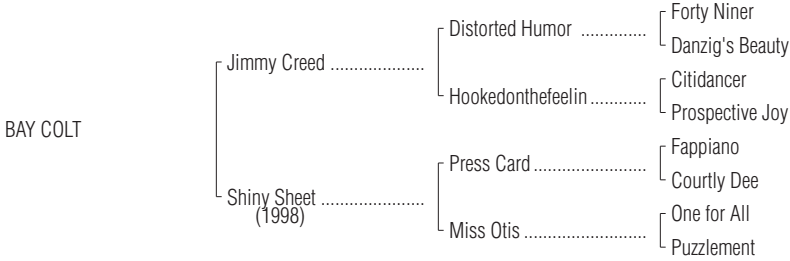 Forty Niner
Distorted Humor ..............
Danzig's Beauty
Jimmy Creed ....................
Citidancer
Hookedonthefeelin............
Prospective Joy
BAY COLT
Fappiano
Press Card ........................
Courtly Dee
Shiny Sheet ......................
(1998)
One for All
Miss Otis ..........................
Puzzlement